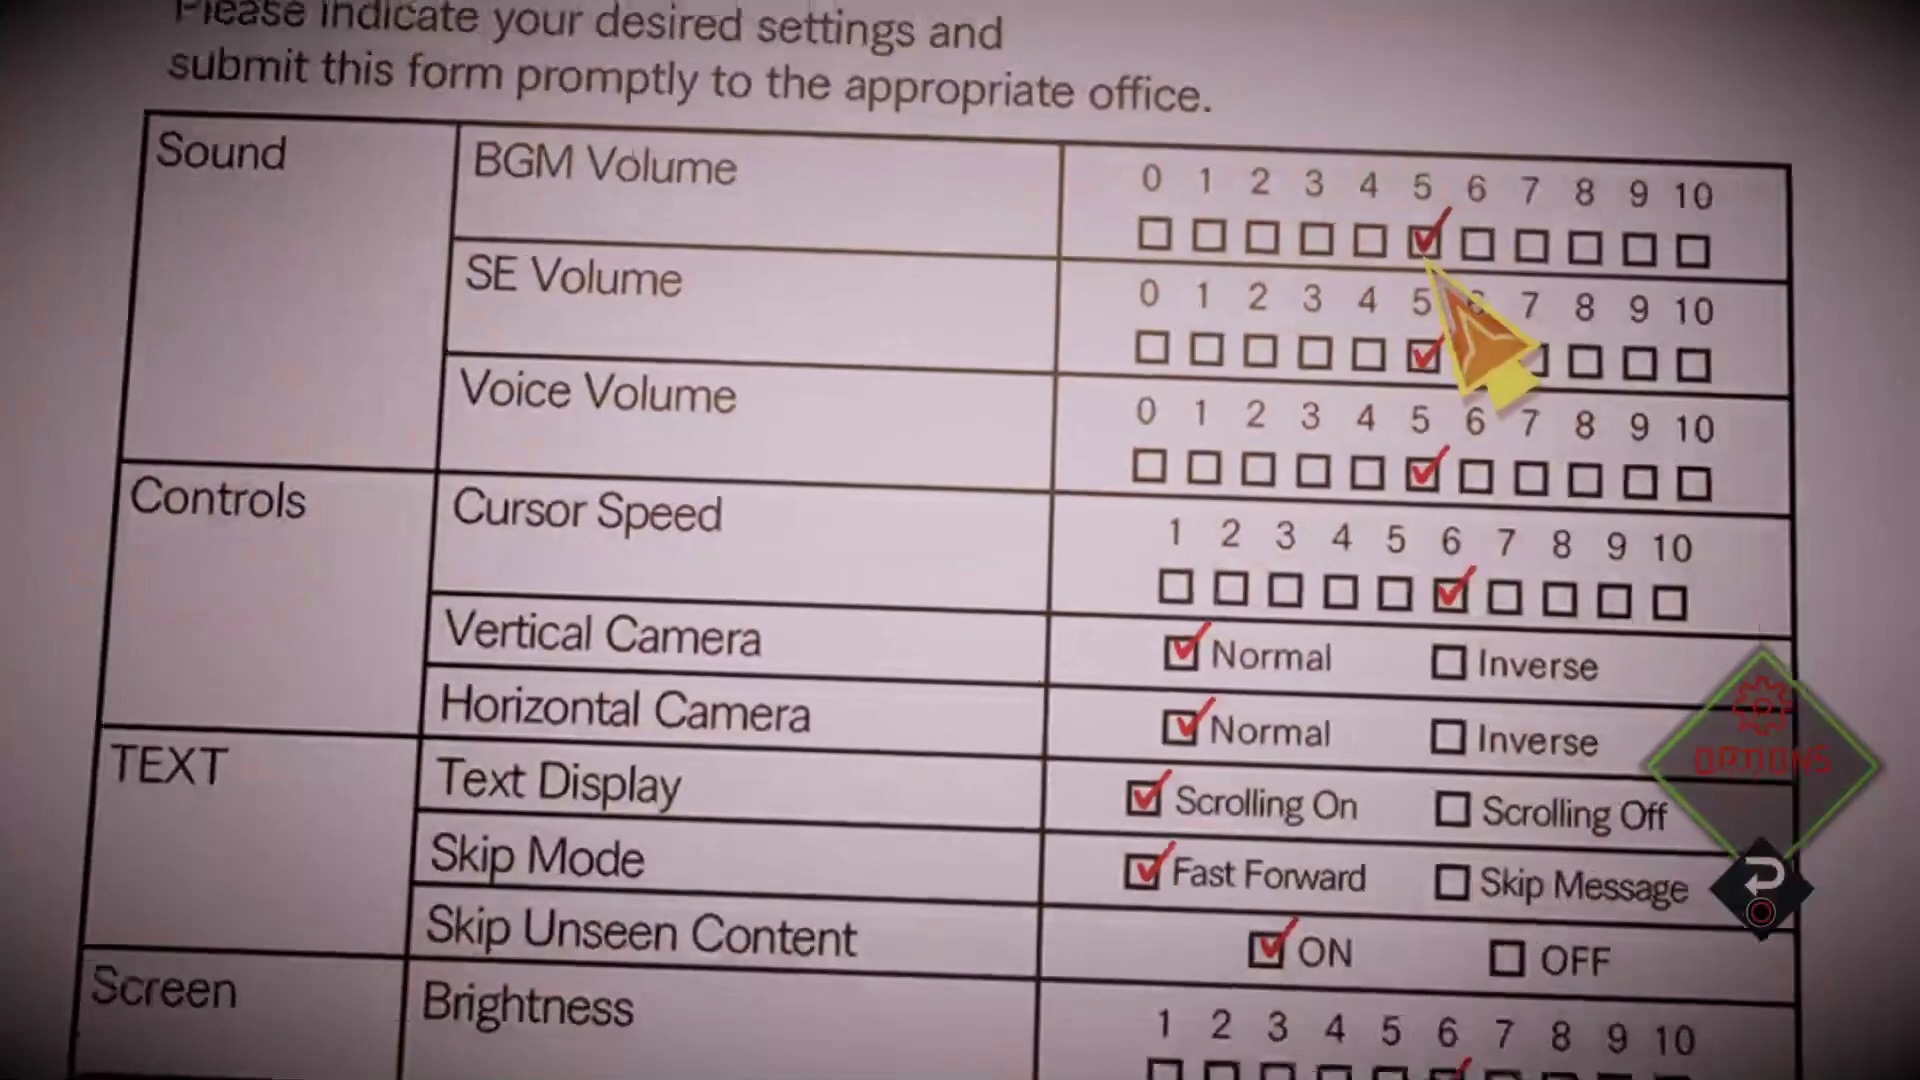 Please indicate your desired settings and
submit this form promptly to the appropriate office.
Sound
BGM Volume
0 1 2 3 4 5 6 7 8 9 10
SE Volume
0 1 2 3 4 5 7 8 9 10
Voice Volume
0 1 2 3 4 5 6 7 8 9 10
Controls
Cursor Speed
1 2 3 4 5 6 7 8 9 10
Vertical Camera
Normal Inverse
Horizontal Camera
Normal Inverse
OPTIONS
TEXT
Text Display
Scrolling On Scrolling Off
Skip Mode
Fast Forward Skip Message
Skip Unseen Content
ON OFF
Screen
Brightness
1 2 3 4 5 6 7 8 9 10